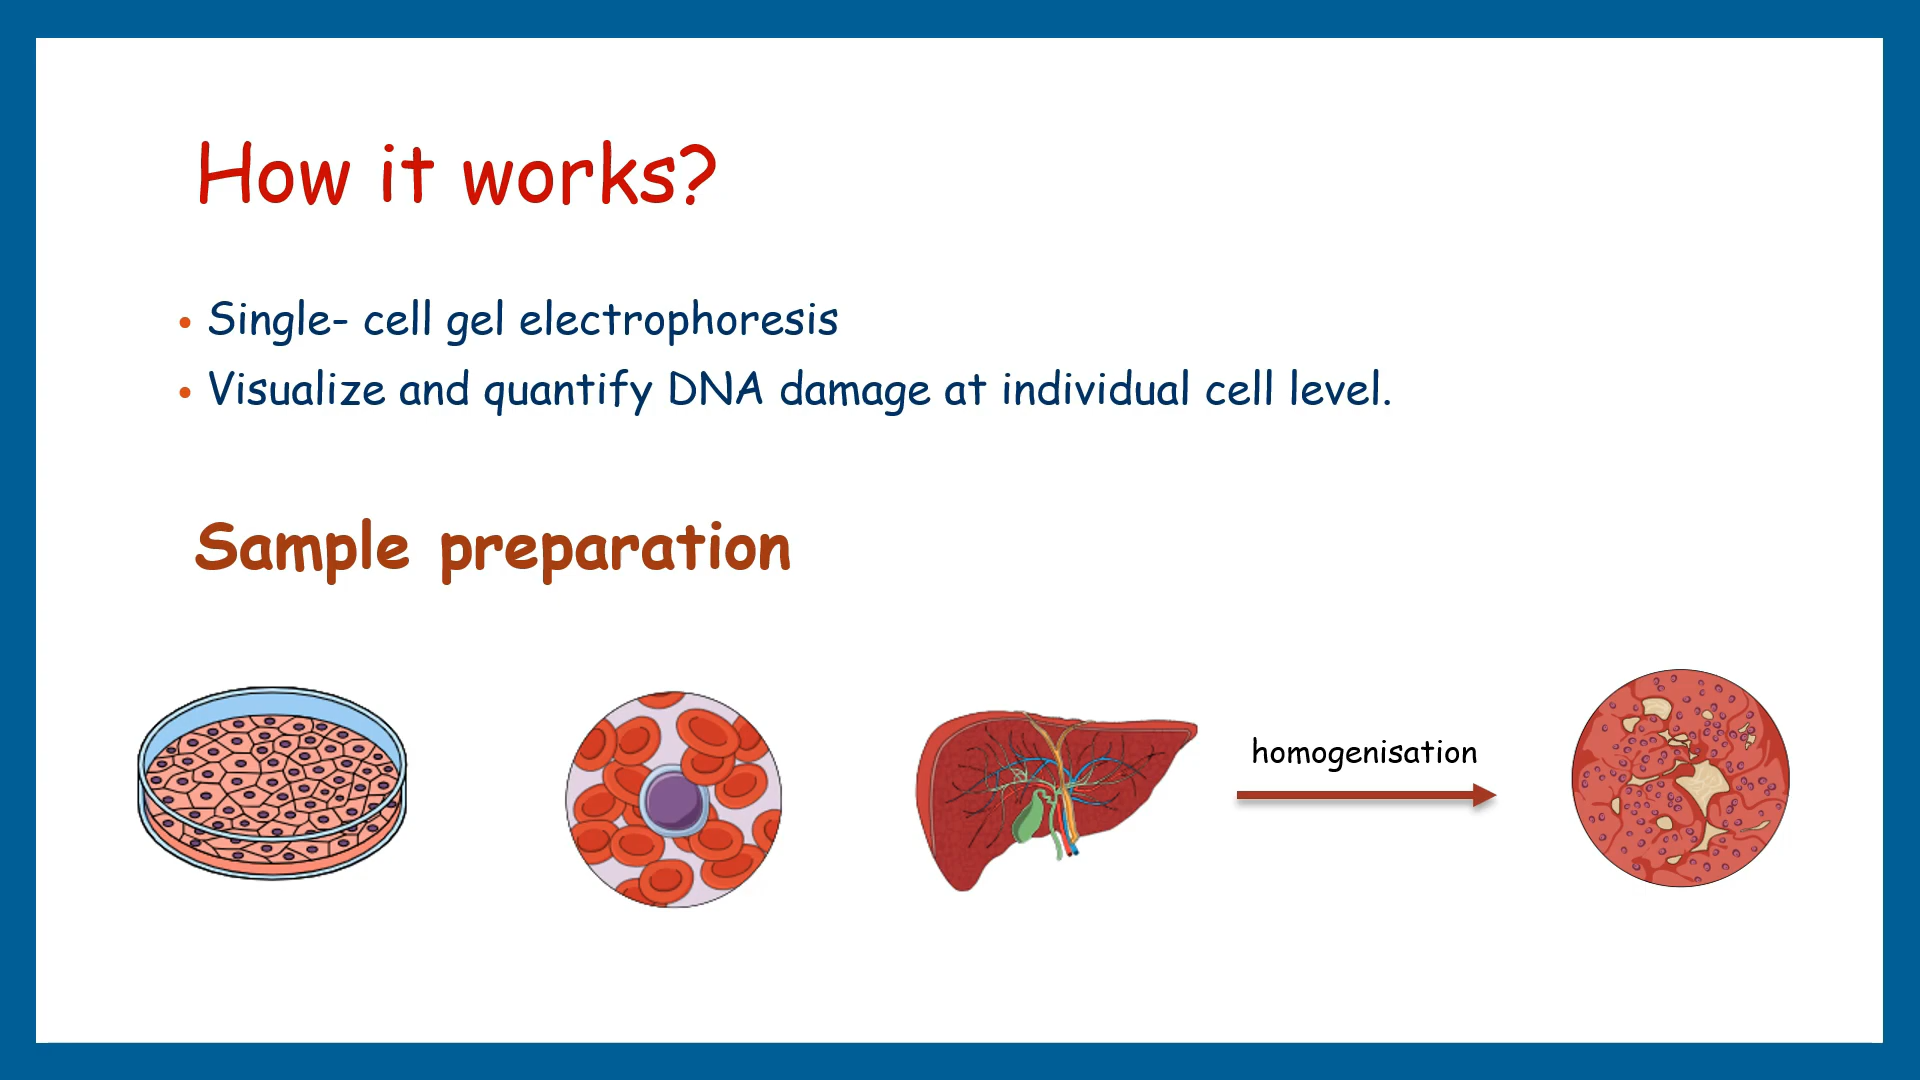 How it works?
• Single- cell gel electrophoresis
• Visualize and quantify DNA damage at individual cell level.
Sample preparation
homogenisation